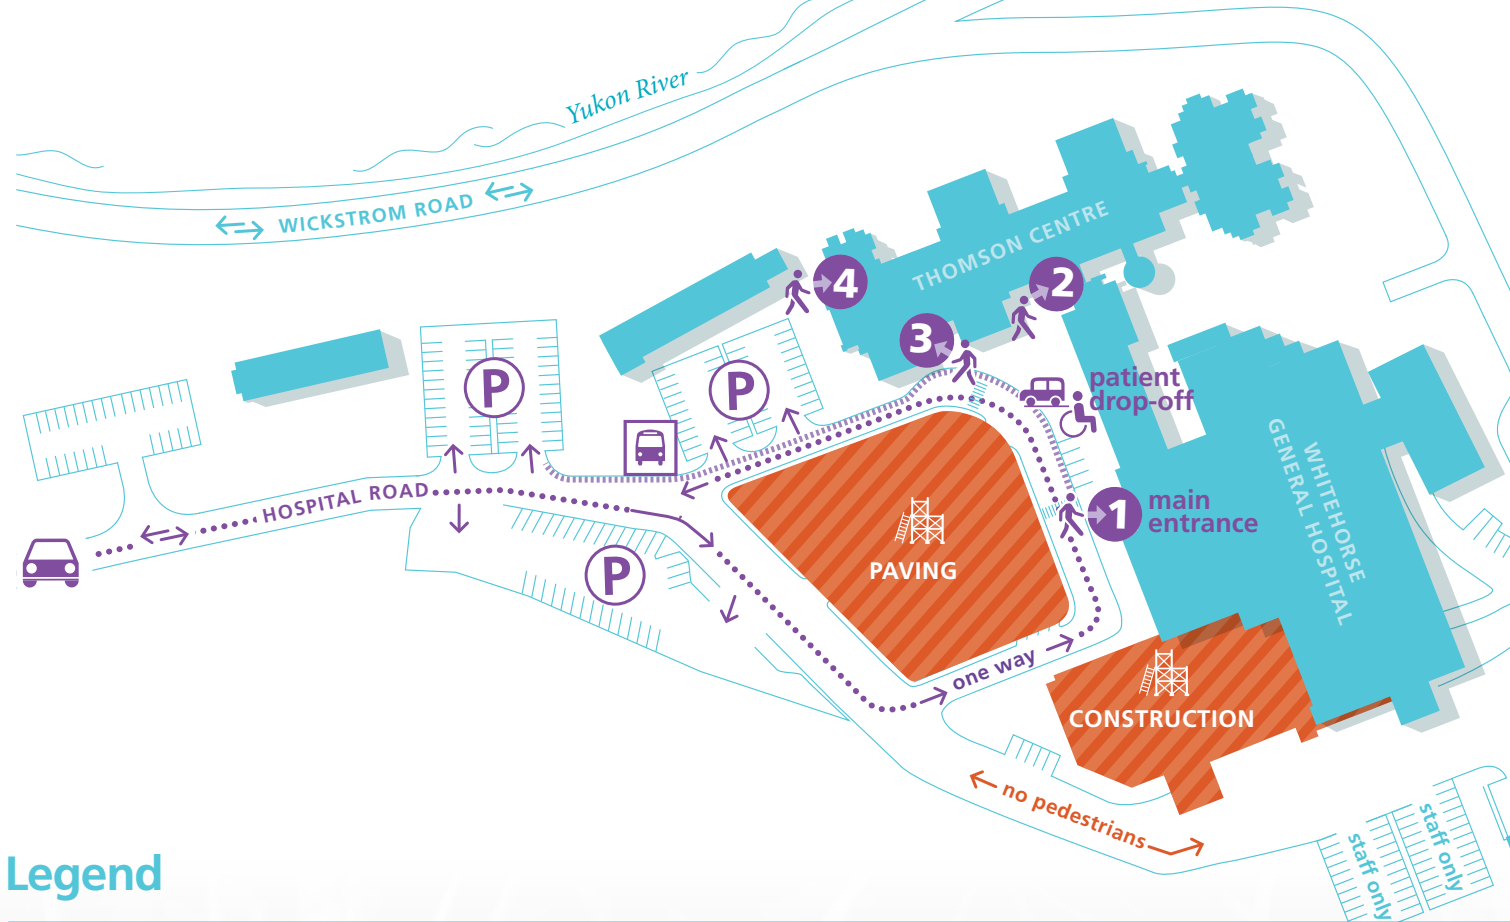 Yukon River
WICKSTROM ROAD
THOMSON CENTRE
4
2
3
patient
drop-off
P
P
HOSPITAL ROAD
WHITEHORSE
GENERAL HOSPITAL
1
main
entrance
P
PAVING
one way
CONSTRUCTION
no pedestrians
staff only
staff only
Legend